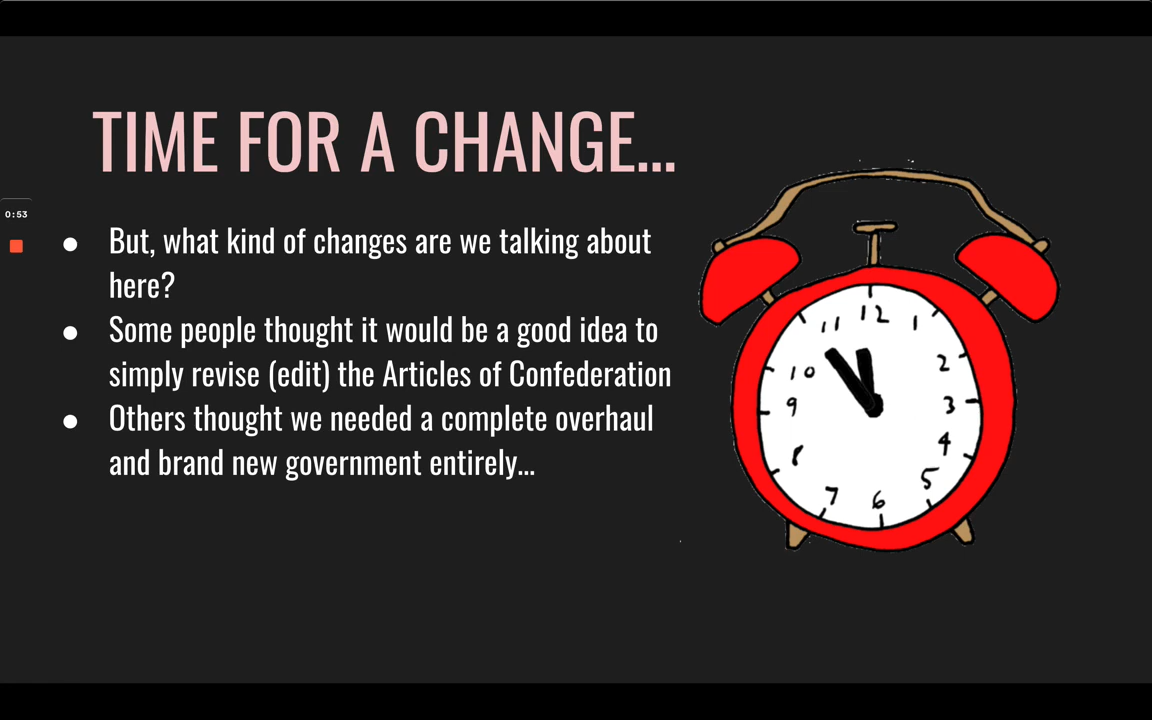 TIME FOR A CHANGE...
0:53
● But, what kind of changes are we talking about
here?
● Some people thought it would be a good idea to
simply revise (edit) the Articles of Confederation
● Others thought we needed a complete overhaul
and brand new government entirely...
12
1
2
3
4
5
6
7
8
9
10
11